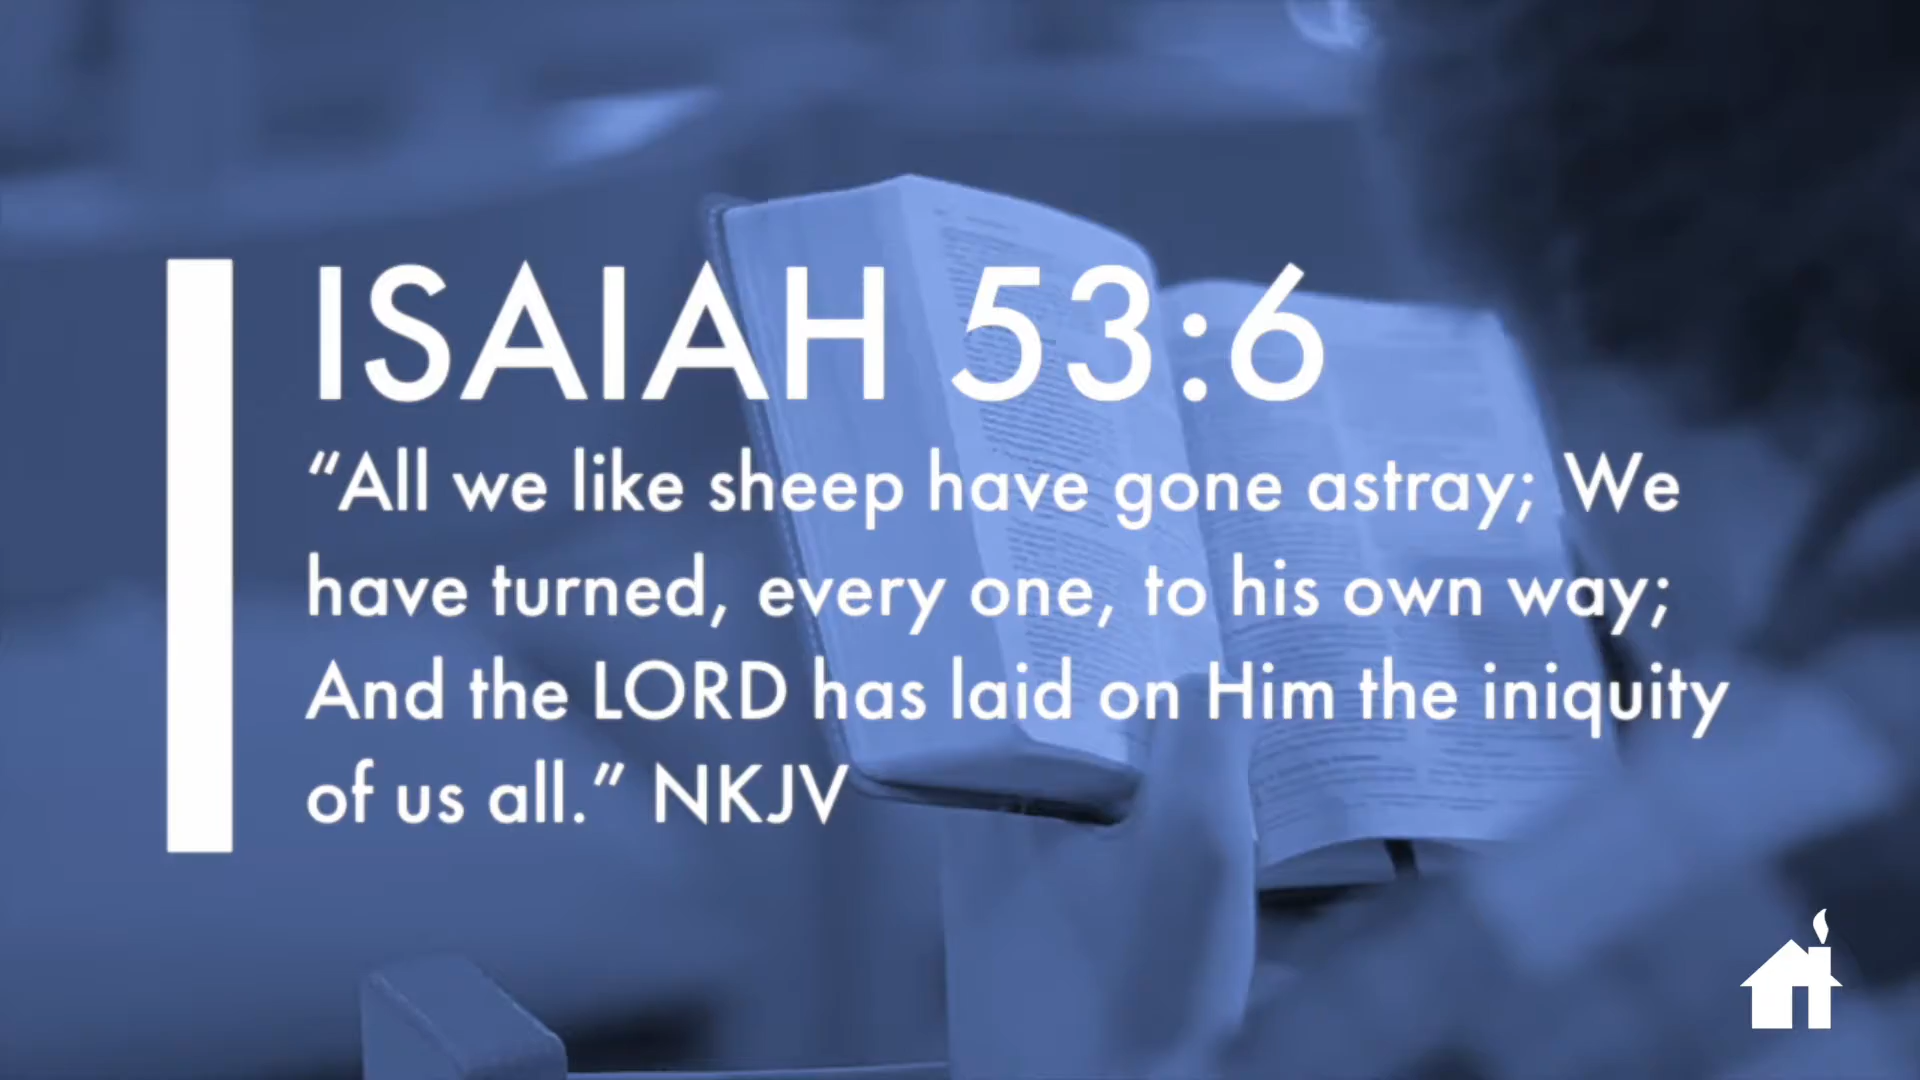 ISAIAH 53:6
“All we like sheep have gone astray; We
have turned, every one, to his own way;
And the LORD has laid on Him the iniquity
of us all.” NKJV